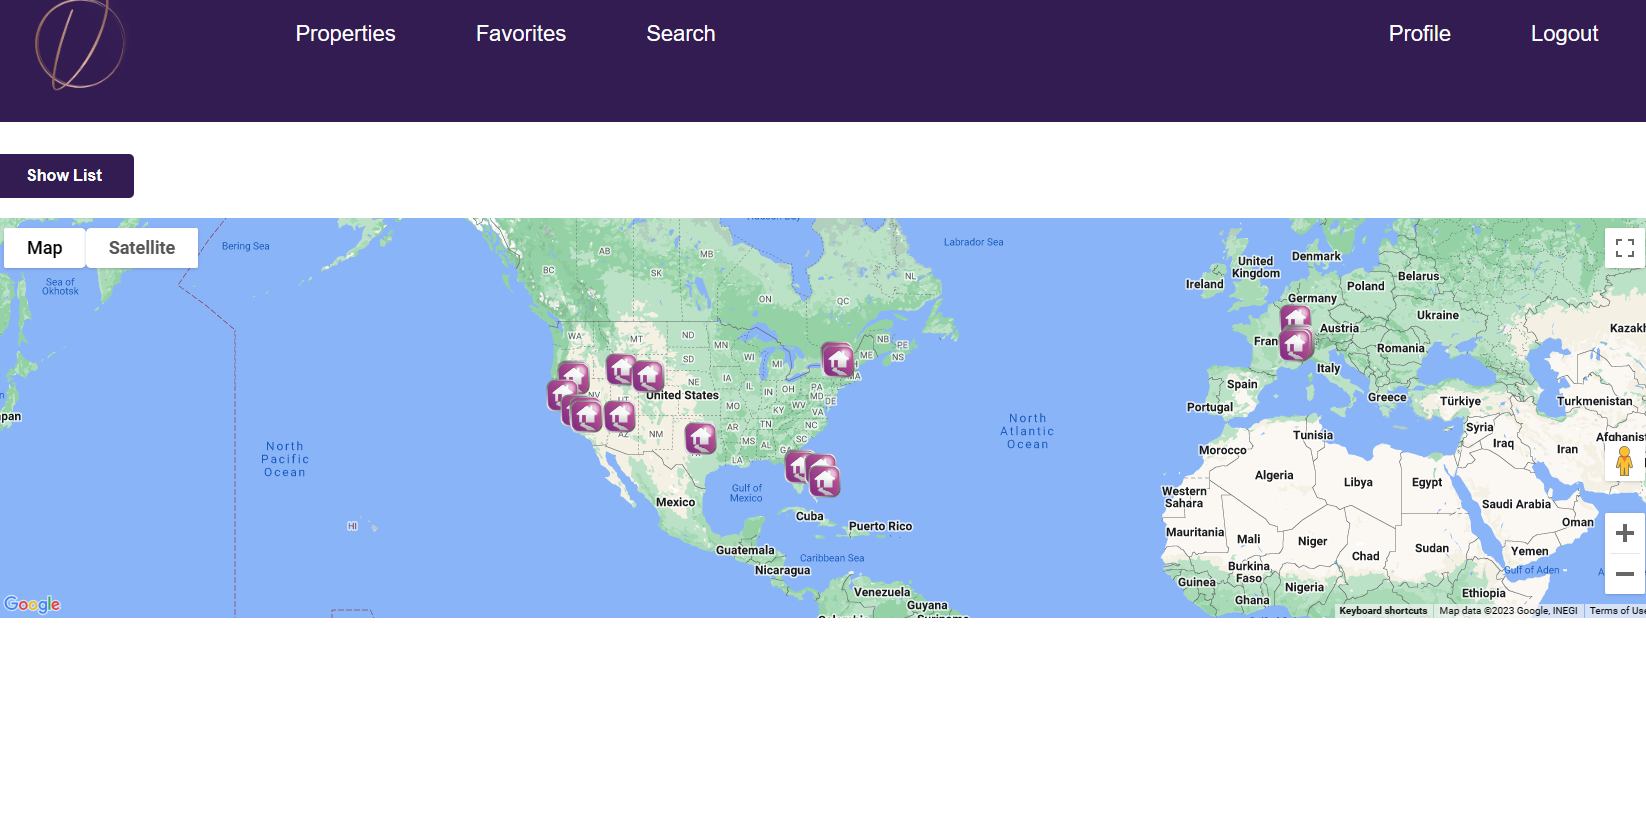 Properties
Favorites
Search
Profile
Logout
Show List
Map
Satellite
Bering Sea
Sea of
Okhotsk
Labrador Sea
AB
MB
BC
SK
NL
ON
QC
WA
MT
ND
MN
SD
WI
MI
NB
PE
ME
NS
NE
IA
IL
IN
OH
PA
MD
DE
NV
UT
United States
MO
KY
WV
VA
AZ
NM
AR
TN
NC
MS
AL
SC
LA
GA
MA
North
Pacific
Ocean
HI
Gulf of
Mexico
Mexico
Cuba
Puerto Rico
Guatemala
Caribbean Sea
Nicaragua
Venezuela
Guyana
North
Atlantic
Ocean
United
Kingdom
Ireland
Denmark
Belarus
Poland
Germany
Ukraine
Austria
Fran
Romania
Kazakh
Italy
Spain
Portugal
Greece
Türkiye
Turkmenistan
Syria
Iraq
Iran
Afghanist
Tunisia
Morocco
Algeria
Libya
Egypt
Western
Sahara
Saudi Arabia
Oman
Mauritania
Mali
Niger
Chad
Sudan
Yemen
Gulf of Aden
Burkina
Faso
Guinea
Nigeria
Ghana
Ethiopia
pan
Google
Keyboard shortcuts
Map data ©2023 Google, INEGI
Terms of Use